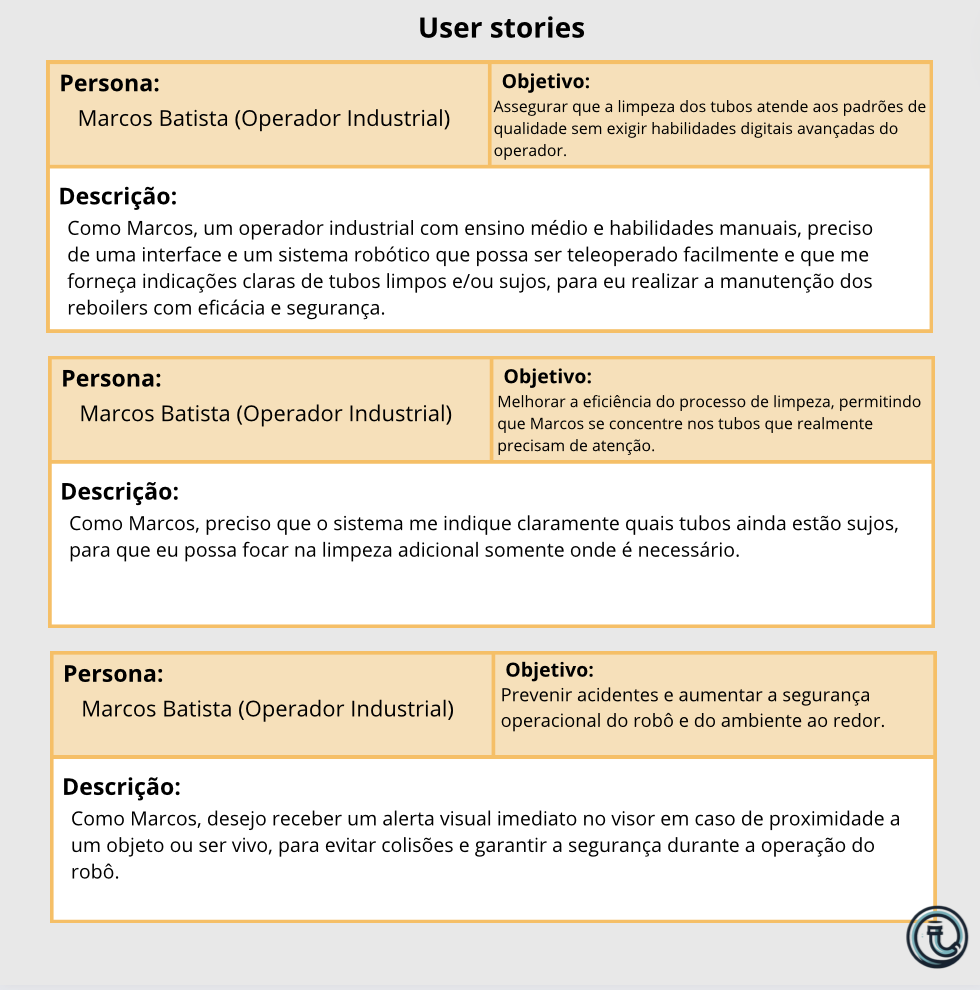 User stories
Persona:
Marcos Batista (Operador Industrial)
Objetivo:
Assegurar que a limpeza dos tubos atende aos padrões de
qualidade sem exigir habilidades digitais avançadas do
operador.
Descrição:
Como Marcos, um operador industrial com ensino médio e habilidades manuais, preciso
de uma interface e um sistema robótico que possa ser teleoperado facilmente e que me
forneça indicações claras de tubos limpos e/ou sujos, para eu realizar a manutenção dos
reboilers com eficácia e segurança.
Persona:
Marcos Batista (Operador Industrial)
Objetivo:
Melhorar a eficiência do processo de limpeza, permitindo
que Marcos se concentre nos tubos que realmente
precisam de atenção.
Descrição:
Como Marcos, preciso que o sistema me indique claramente quais tubos ainda estão sujos,
para que eu possa focar na limpeza adicional somente onde é necessário.
Persona:
Marcos Batista (Operador Industrial)
Objetivo:
Prevenir acidentes e aumentar a segurança
operacional do robô e do ambiente ao redor.
Descrição:
Como Marcos, desejo receber um alerta visual imediato no visor em caso de proximidade a
um objeto ou ser vivo, para evitar colisões e garantir a segurança durante a operação do
robô.